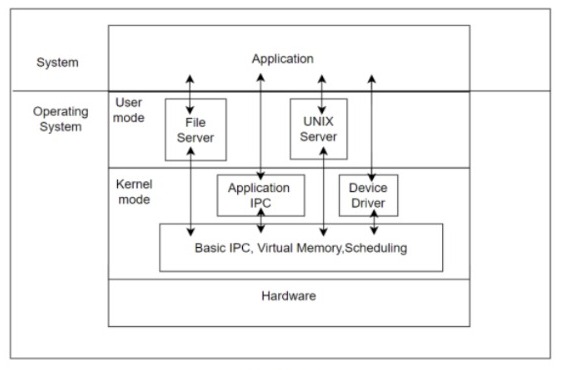 System
Application
Operating
System
User
mode
File
Server
UNIX
Server
Kernel
mode
Application
IPC
Device
Driver
Basic IPC, Virtual Memory,Scheduling
Hardware